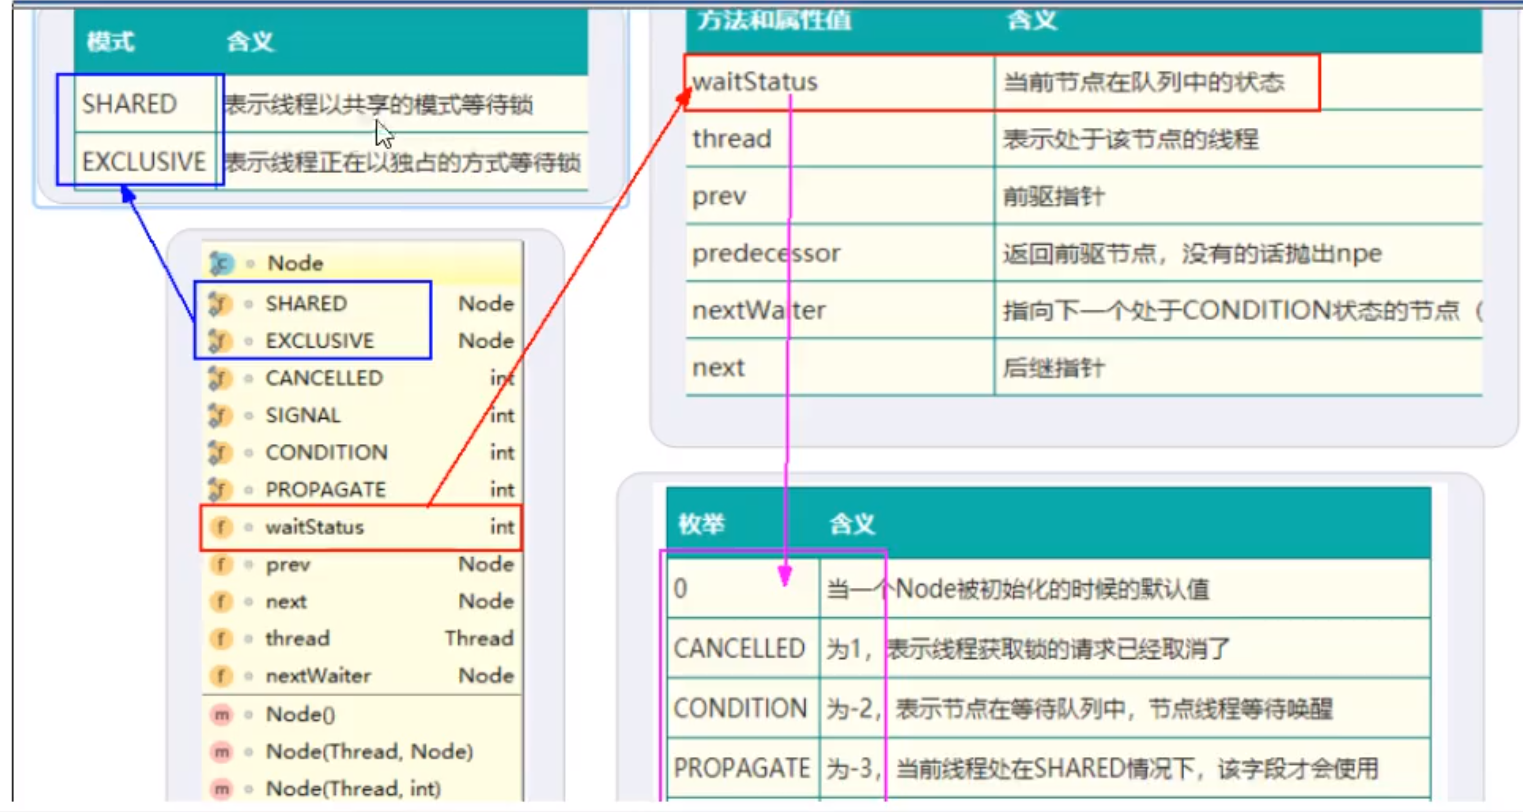 模式 含义
SHARED 表示线程以共享的模式等待锁
EXCLUSIVE 表示线程正在以独占的方式等待锁
方法和属性值 含义
waitStatus 当前节点在队列中的状态
thread 表示处于该节点的线程
prev 前驱指针
predecessor 返回前驱节点，没有的话抛出npe
nextWaiter 指向下一个处于CONDITION状态的节点（
next 后继指针
Node
SHARED Node
EXCLUSIVE Node
CANCELLED int
SIGNAL int
CONDITION int
PROPAGATE int
waitStatus int
prev Node
next Node
thread Thread
nextWaiter Node
Node()
Node(Thread, Node)
Node(Thread, int)
枚举 含义
0 当一个Node被初始化的时候的默认值
CANCELLED 为1，表示线程获取锁的请求已经取消了
CONDITION 为-2，表示节点在等待队列中，节点线程等待唤醒
PROPAGATE 为-3，当前线程处在SHARED情况下，该字段才会使用